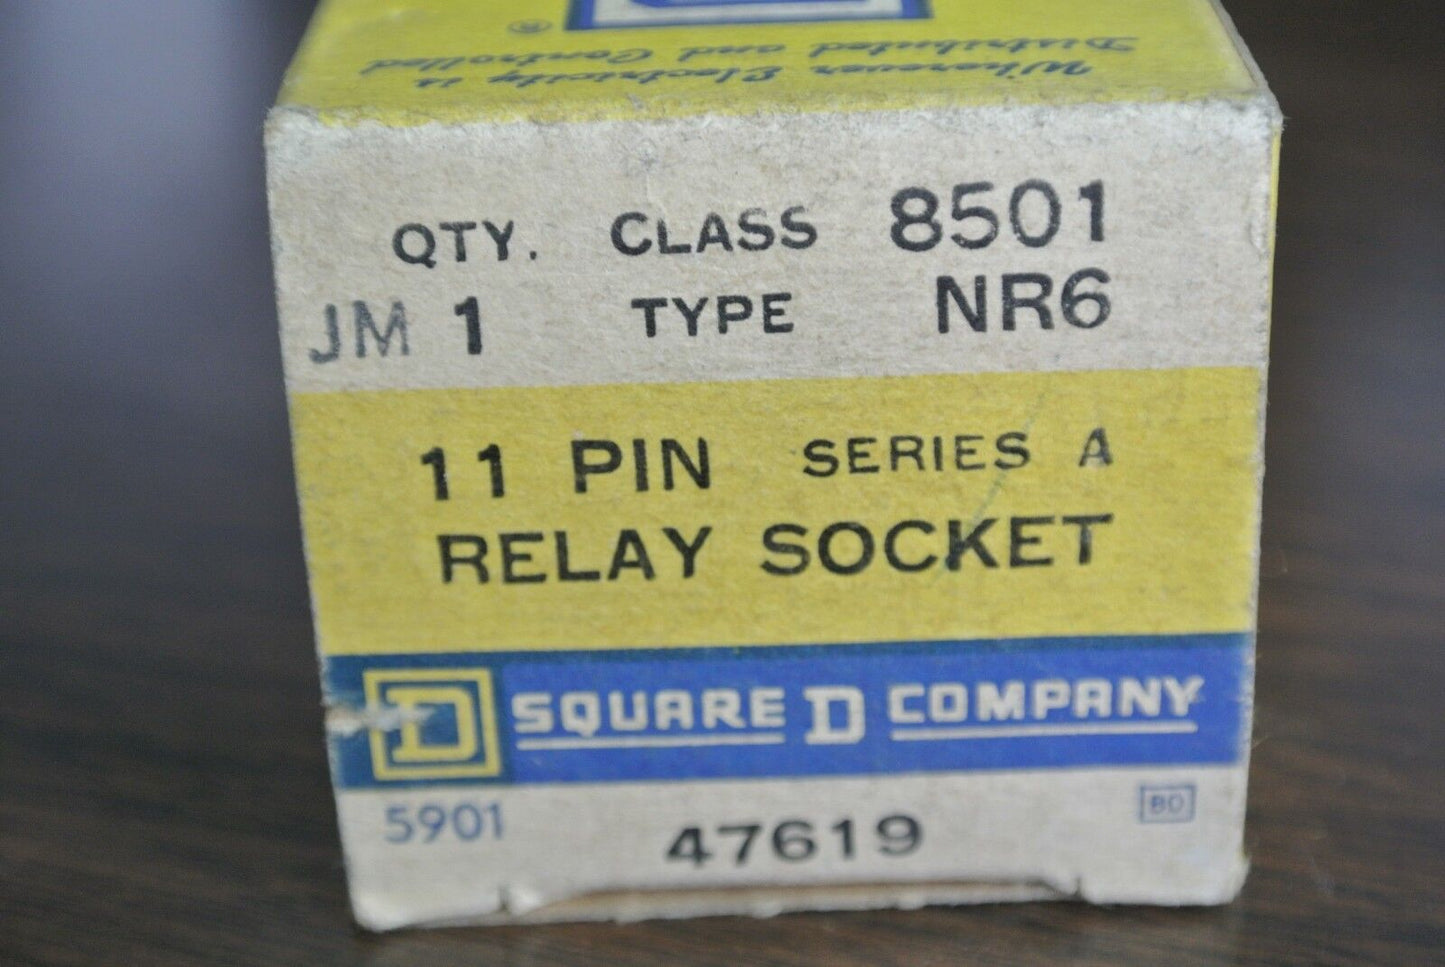 Wherever Electricity is
Distributed and Controlled
®
QTY. CLASS 8501
JM 1 TYPE NR6
11 PIN SERIES A
RELAY SOCKET
D SQUARE D COMPANY
5901 47619 BO